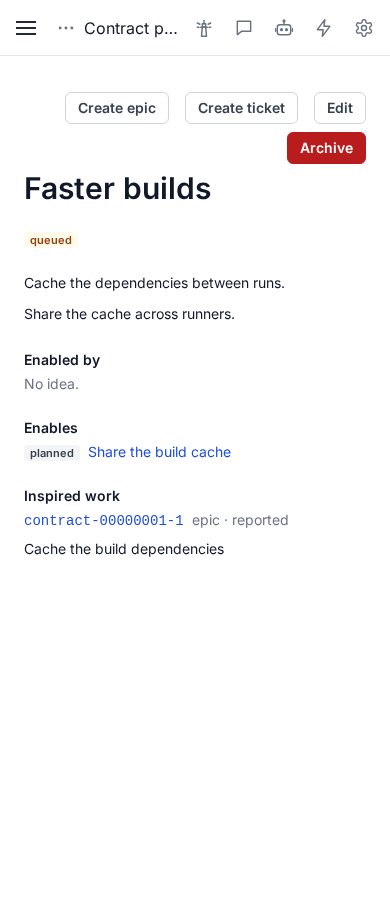 Contract p...
Create epic
Create ticket
Edit
Archive
Faster builds
queued
Cache the dependencies between runs.
Share the cache across runners.
Enabled by
No idea.
Enables
planned Share the build cache
Inspired work
contract-00000001-1 epic · reported
Cache the build dependencies